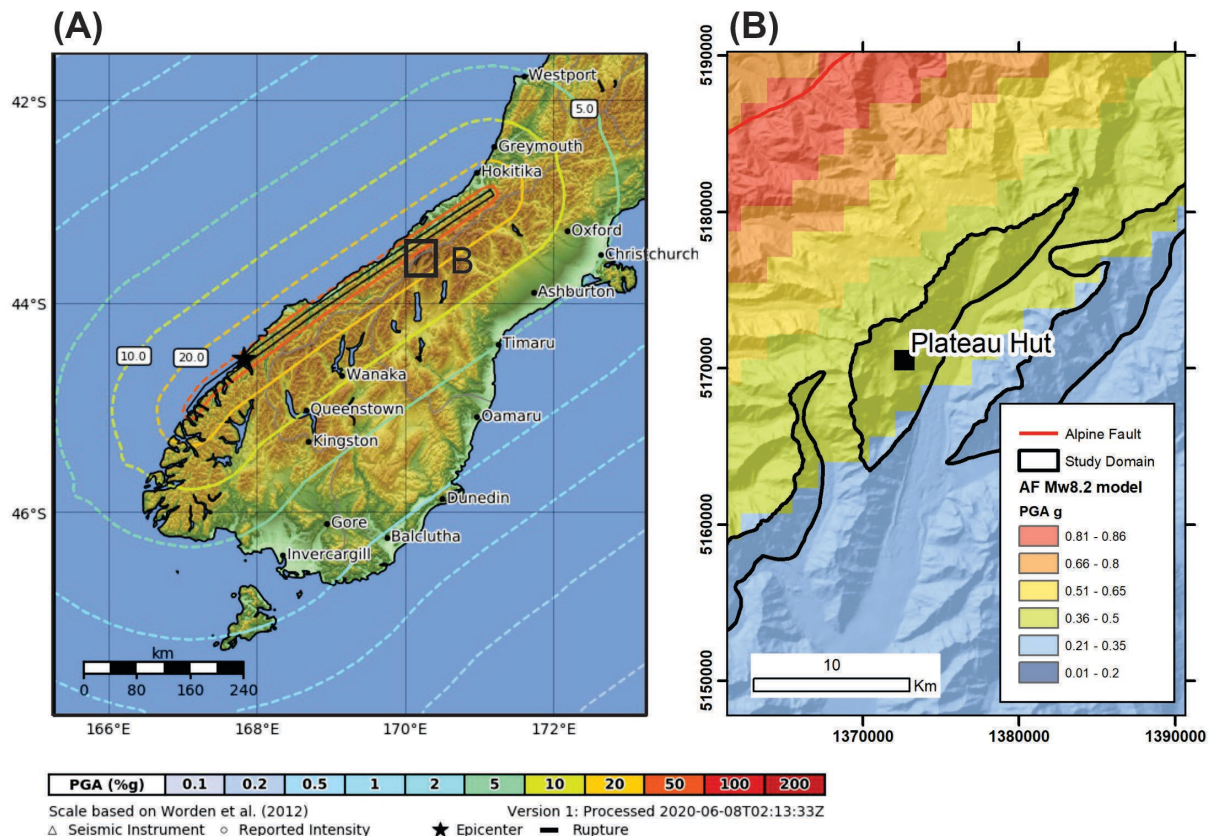 (A)
(B)
Westport
42°S
5.0
Greymouth
Hokitika
Oxford
Christchurch
B
44°S
Ashburton
10.0
20.0
Timaru
Wanaka
Queenstown
Oamaru
Kingston
46°S
Dunedin
Gore
Balclutha
Invercargill
km
0 80 160 240
166°E 168°E 170°E 172°E
5190000
5180000
5170000
5160000
5150000
Plateau Hut
Alpine Fault
Study Domain
AF Mw8.2 model
PGA g
0.81 - 0.86
0.66 - 0.8
0.51 - 0.65
0.36 - 0.5
0.21 - 0.35
0.01 - 0.2
10
Km
1370000 1380000 1390000
PGA (%g) 0.1 0.2 0.5 1 2 5 10 20 50 100 200
Scale based on Worden et al. (2012) Version 1: Processed 2020-06-08T02:13:33Z
△ Seismic Instrument ○ Reported Intensity ★ Epicenter ▬ Rupture